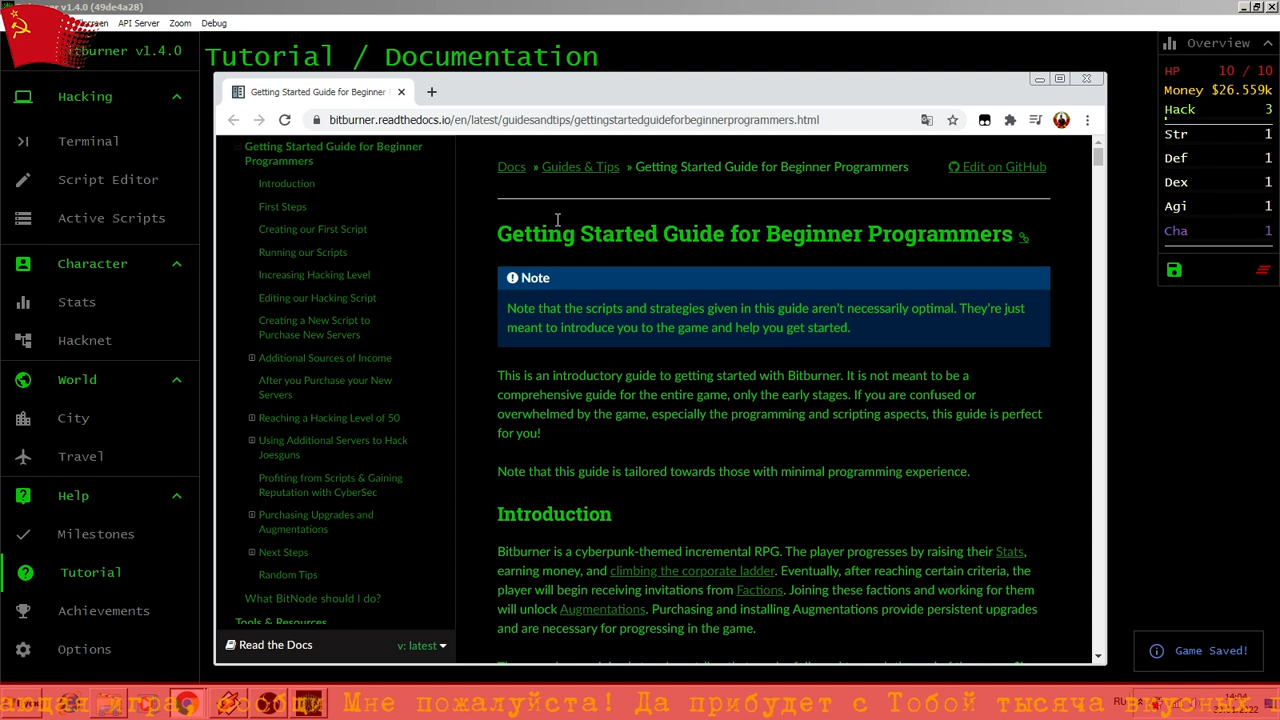 Bitburner v1.4.0 (49de4a28)
API Server Zoom Debug
Bitburner v1.4.0
Hacking
Terminal
Script Editor
Active Scripts
Character
Stats
Hacknet
World
City
Travel
Help
Milestones
Tutorial
Achievements
Options
Tutorial / Documentation
Getting Started Guide for Beginner
bitburner.readthedocs.io/en/latest/guidesandtips/gettingstartedguideforbeginnerprogrammers.html
Getting Started Guide for Beginner
Programmers
Introduction
First Steps
Creating our First Script
Running our Scripts
Increasing Hacking Level
Editing our Hacking Script
Creating a New Script to
Purchase New Servers
Additional Sources of Income
After you Purchase your New
Servers
Reaching a Hacking Level of 50
Using Additional Servers to Hack
Joesguns
Profiting from Scripts & Gaining
Reputation with CyberSec
Purchasing Upgrades and
Augmentations
Next Steps
Random Tips
What BitNode should I do?
Tools & Resources
Read the Docs v: latest
Docs » Guides & Tips » Getting Started Guide for Beginner Programmers Edit on GitHub
Getting Started Guide for Beginner Programmers
Note
Note that the scripts and strategies given in this guide aren't necessarily optimal. They're just
meant to introduce you to the game and help you get started.
This is an introductory guide to getting started with Bitburner. It is not meant to be a
comprehensive guide for the entire game, only the early stages. If you are confused or
overwhelmed by the game, especially the programming and scripting aspects, this guide is perfect
for you!
Note that this guide is tailored towards those with minimal programming experience.
Introduction
Bitburner is a cyberpunk-themed incremental RPG. The player progresses by raising their Stats,
earning money, and climbing the corporate ladder. Eventually, after reaching certain criteria, the
player will begin receiving invitations from Factions. Joining these factions and working for them
will unlock Augmentations. Purchasing and installing Augmentations provide persistent upgrades
and are necessary for progressing in the game.
Overview
HP 10 / 10
Money $26.559k
Hack 3
Str 1
Def 1
Dex 1
Agi 1
Cha 1
Game Saved!
игра Мне пожалуйста! Да прибудет с Тобой тысяча
RU
14:04